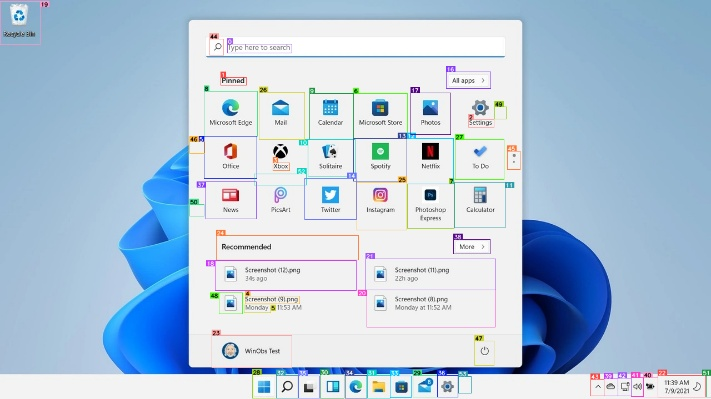 Recycle Bin
Type here to search
Pinned
All apps
Microsoft Edge
Mail
Calendar
Microsoft Store
Photos
Settings
Office
Xbox
Solitaire
Spotify
Netflix
To Do
News
PicsArt
Twitter
Instagram
Photoshop
Express
Calculator
Recommended
More
Screenshot (12).png
34s ago
Screenshot (11).png
22h ago
Screenshot (9).png
Monday 11:53 AM
Screenshot (8).png
Monday at 11:52 AM
WinObs Test
11:39 AM
7/9/2021